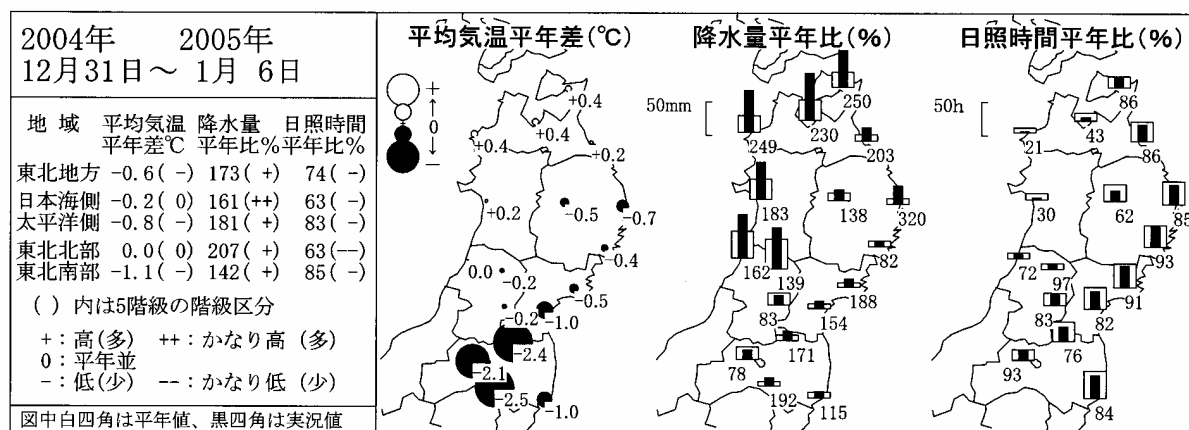 2004年 2005年
12月31日～ 1月 6日
＋
↑
0
↓
－
地 域 平均気温 降水量 日照時間
平年差℃ 平年比% 平年比%
東北地方 -0.6( -) 173( +) 74( -)
日本海側 -0.2( 0) 161(++) 63( -)
太平洋側 -0.8( -) 181( +) 83( -)
東北北部 0.0( 0) 207( +) 63(--)
東北南部 -1.1( -) 142( +) 85( -)
( ) 内は5階級の階級区分
+：高(多) ++：かなり高 (多)
0：平年並
-：低(少) --：かなり低 (少)
図中白四角は平年値、黒四角は実況値
平均気温平年差(℃)
+0.4
+0.4
+0.4
+0.2
+0.2
-0.5
-0.7
-0.4
0.0
-0.2
-0.5
-0.2
-1.0
-2.4
-2.1
-2.5
-1.0
降水量平年比(%)
50mm
250
230
249
203
183
138
320
82
162
139
188
83
154
171
78
192
115
日照時間平年比(%)
50h
86
43
21
86
30
62
85
93
72
97
91
83
82
76
93
84